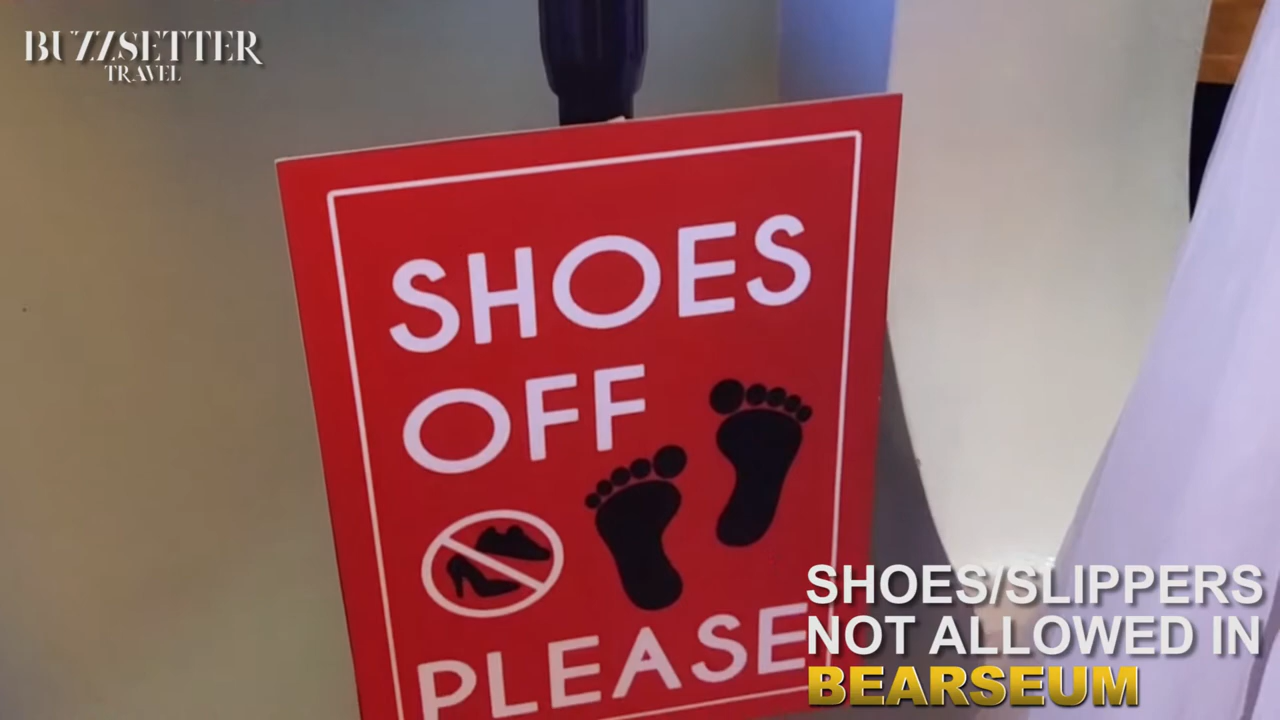 BUZZSETTER
TRAVEL
SHOES
OFF
PLEASE
SHOES/SLIPPERS
NOT ALLOWED IN
BEARSEUM